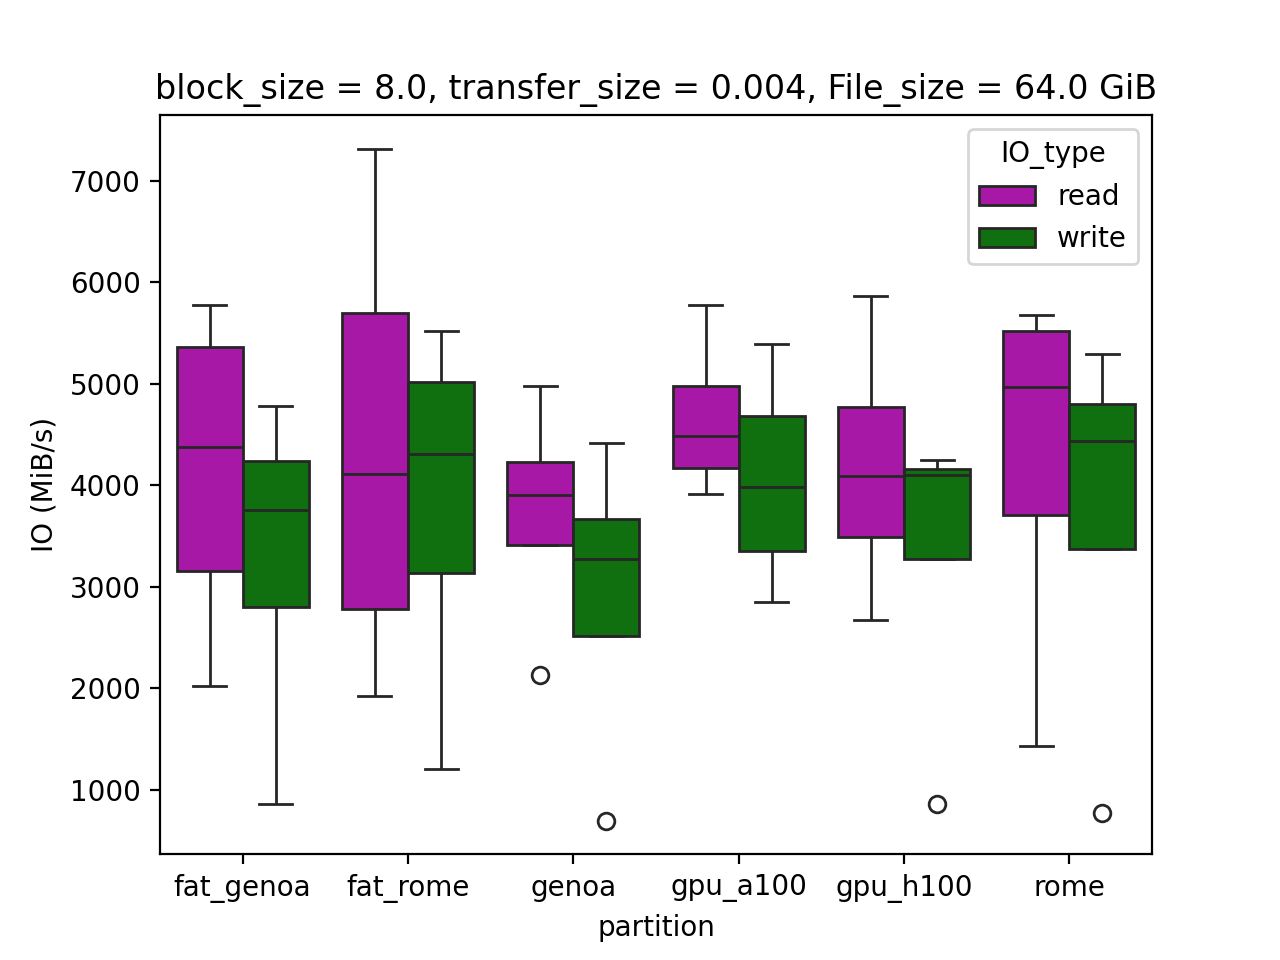 block_size = 8.0, transfer_size = 0.004, File_size = 64.0 GiB
IO_type
read
write
IO (MiB/s)
7000
6000
5000
4000
3000
2000
1000
fat_genoa fat_rome genoa gpu_a100 gpu_h100 rome
partition